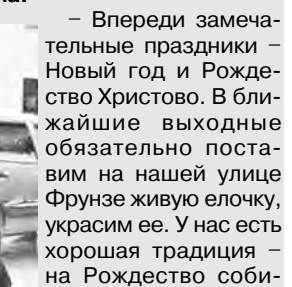 – Впереди замеча-
тельные праздники –
Новый год и Рожде-
ство Христово. В бли-
жайшие выходные
обязательно поста-
вим на нашей улице
Фрунзе живую елочку,
украсим ее. У нас есть
хорошая традиция –
на Рождество соби-